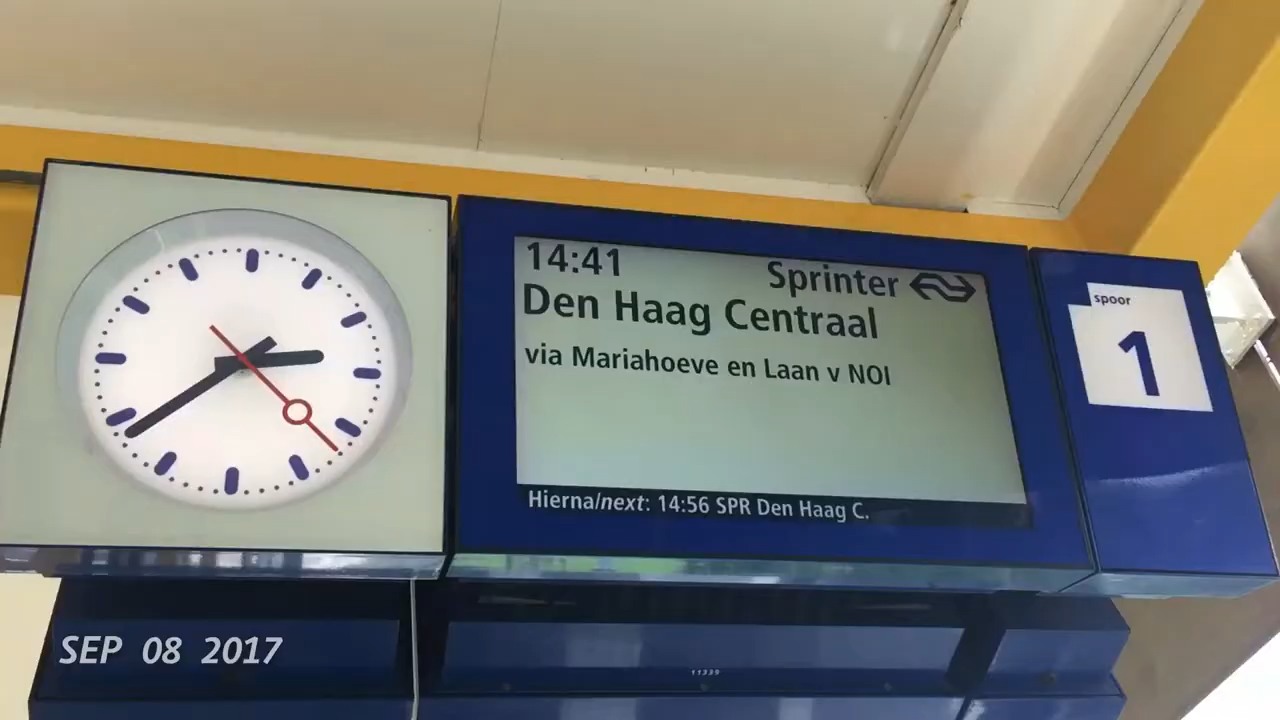 14:41
Sprinter
Den Haag Centraal
via Mariahoeve en Laan v NOI
Hierna/next: 14:56 SPR Den Haag C.
spoor
1
SEP 08 2017
11339